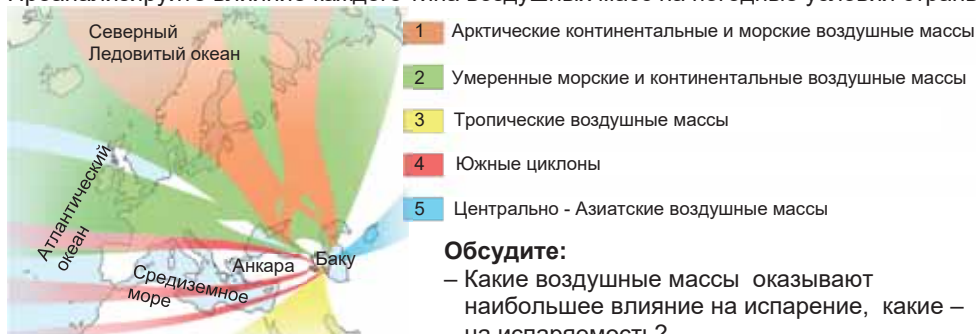 Северный
Ледовитый океан
Атлантический
океан
Средиземное
море
Анкара
Баку
1 Арктические континентальные и морские воздушные массы
2 Умеренные морские и континентальные воздушные массы
3 Тропические воздушные массы
4 Южные циклоны
5 Центрально - Азиатские воздушные массы
Обсудите:
– Какие воздушные массы оказывают
наибольшее влияние на испарение, какие –
на испаряемость?